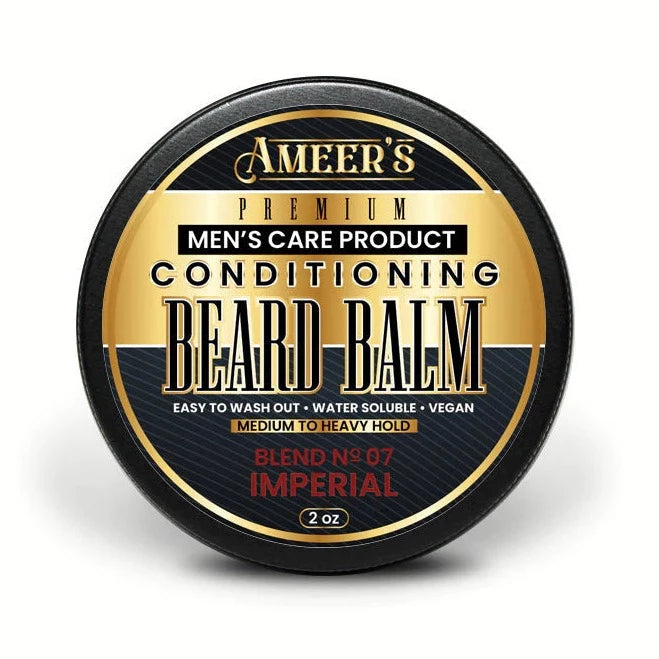 AMEER'S
PREMIUM
MEN'S CARE PRODUCT
CONDITIONING
BEARD BALM
EASY TO WASH OUT • WATER SOLUBLE • VEGAN
MEDIUM TO HEAVY HOLD
BLEND Nº 07
IMPERIAL
2 oz